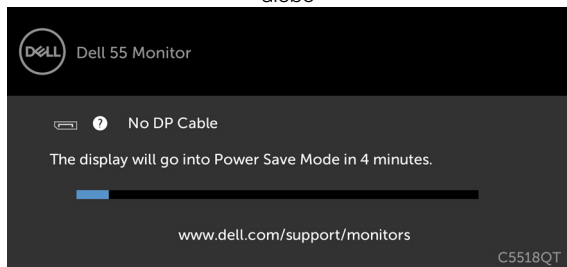 DELL Dell 55 Monitor
? No DP Cable
The display will go into Power Save Mode in 4 minutes.
www.dell.com/support/monitors
C5518QT